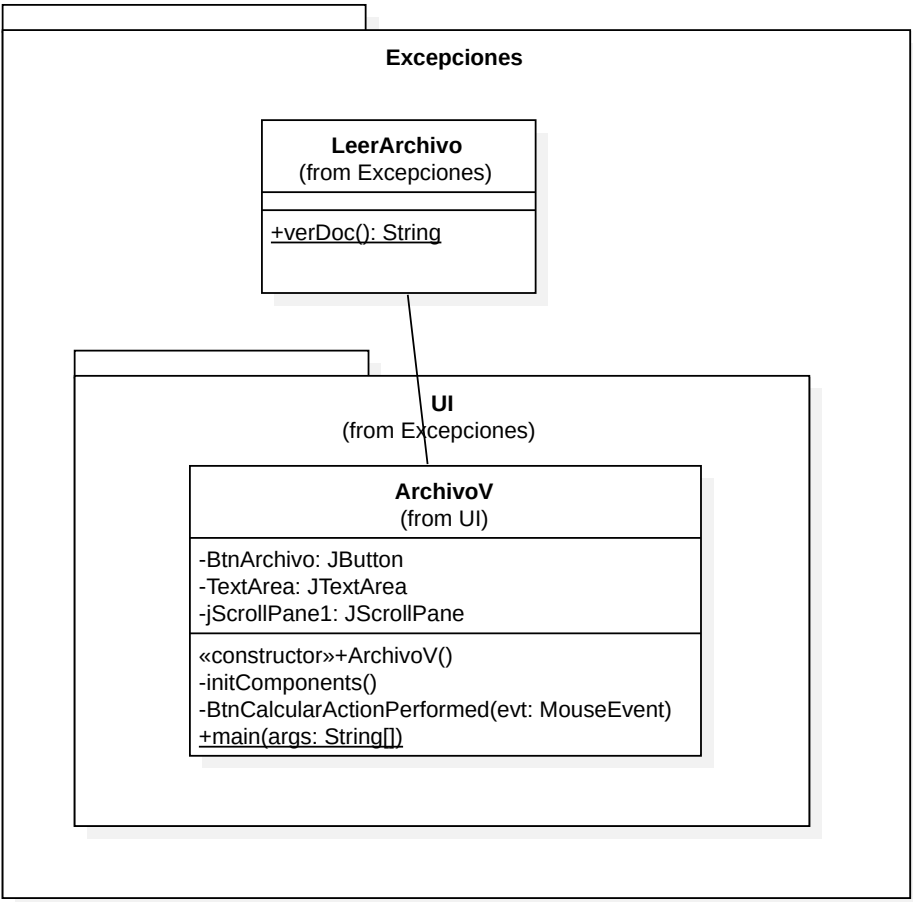 Excepciones
LeerArchivo
(from Excepciones)
+verDoc(): String
UI
(from Excepciones)
ArchivoV
(from UI)
-BtnArchivo: JButton
-TextArea: JTextArea
-jScrollPane1: JScrollPane
«constructor»+ArchivoV()
-initComponents()
-BtnCalcularActionPerformed(evt: MouseEvent)
+main(args: String[])